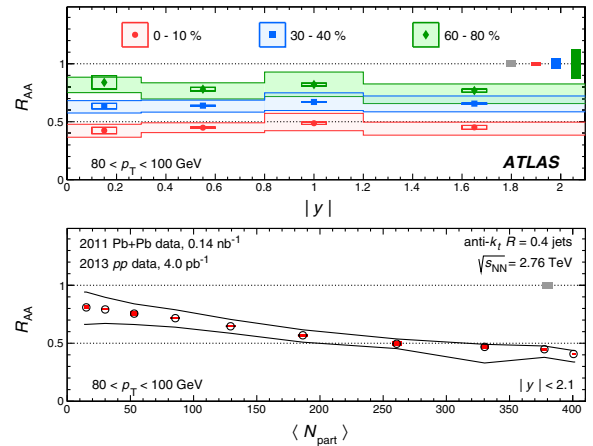 0 - 10 % 30 - 40 % 60 - 80 %
R_AA
1
0.5
0
80 < p_T < 100 GeV
ATLAS
0 0.2 0.4 0.6 0.8 1 1.2 1.4 1.6 1.8 2
| y |
2011 Pb+Pb data, 0.14 nb⁻¹
2013 pp data, 4.0 pb⁻¹
anti-k_t R = 0.4 jets
√s_NN = 2.76 TeV
R_AA
1
0.5
0
80 < p_T < 100 GeV
| y | < 2.1
0 50 100 150 200 250 300 350 400
⟨ N_part ⟩